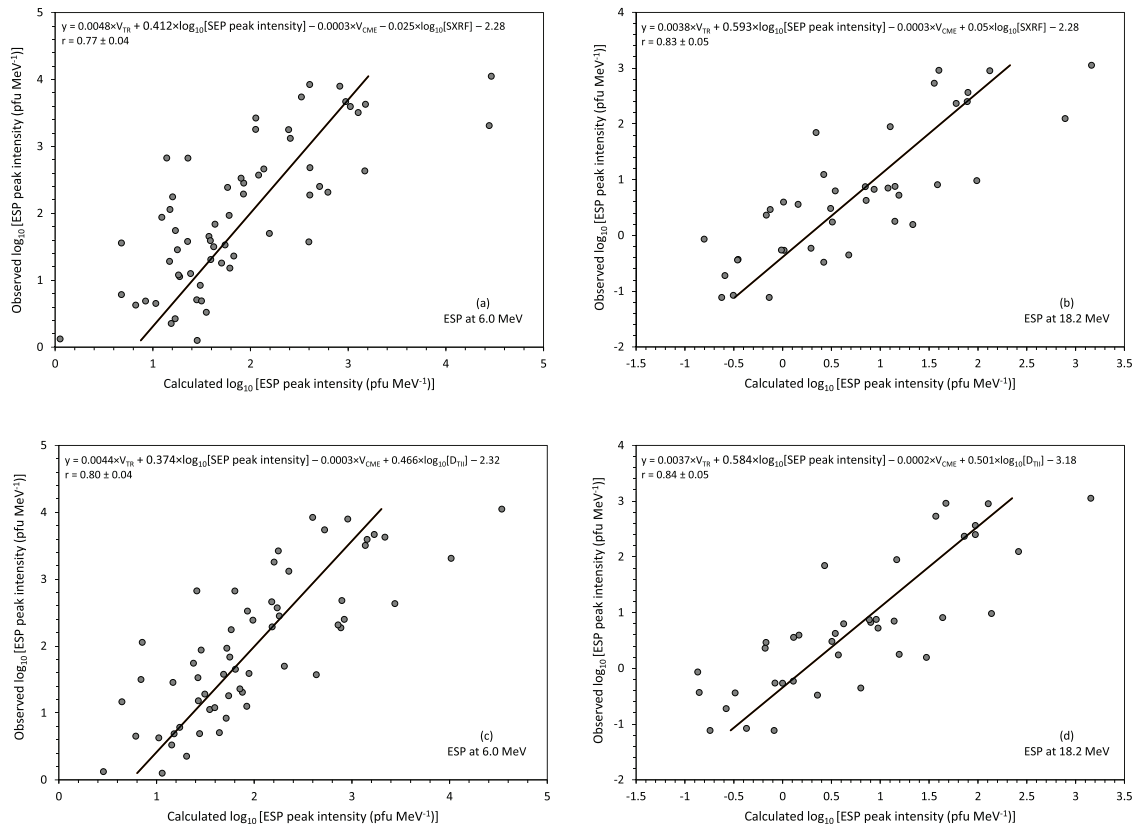 y = 0.0048×V_TR + 0.412×log₁₀[SEP peak intensity] − 0.0003×V_CME − 0.025×log₁₀[SXRF] − 2.28
r = 0.77 ± 0.04
Observed log₁₀ [ESP peak intensity (pfu MeV⁻¹)]
5
4
3
2
1
0
(a)
ESP at 6.0 MeV
0 1 2 3 4 5
Calculated log₁₀ [ESP peak intensity (pfu MeV⁻¹)]
y = 0.0038×V_TR + 0.593×log₁₀[SEP peak intensity] − 0.0003×V_CME + 0.05×log₁₀[SXRF] − 2.28
r = 0.83 ± 0.05
Observed log₁₀ [ESP peak intensity (pfu MeV⁻¹)]
4
3
2
1
0
-1
-2
(b)
ESP at 18.2 MeV
-1.5 -1 -0.5 0 0.5 1 1.5 2 2.5 3 3.5
Calculated log₁₀ [ESP peak intensity (pfu MeV⁻¹)]
y = 0.0044×V_TR + 0.374×log₁₀[SEP peak intensity] − 0.0003×V_CME + 0.466×log₁₀[D_TII] − 2.32
r = 0.80 ± 0.04
Observed log₁₀ [ESP peak intensity (pfu MeV⁻¹)]
5
4
3
2
1
0
(c)
ESP at 6.0 MeV
0 1 2 3 4 5
Calculated log₁₀ [ESP peak intensity (pfu MeV⁻¹)]
y = 0.0037×V_TR + 0.584×log₁₀[SEP peak intensity] − 0.0002×V_CME + 0.501×log₁₀[D_TII] − 3.18
r = 0.84 ± 0.05
Observed log₁₀ [ESP peak intensity (pfu MeV⁻¹)]
4
3
2
1
0
-1
-2
(d)
ESP at 18.2 MeV
-1.5 -1 -0.5 0 0.5 1 1.5 2 2.5 3 3.5
Calculated log₁₀ [ESP peak intensity (pfu MeV⁻¹)]